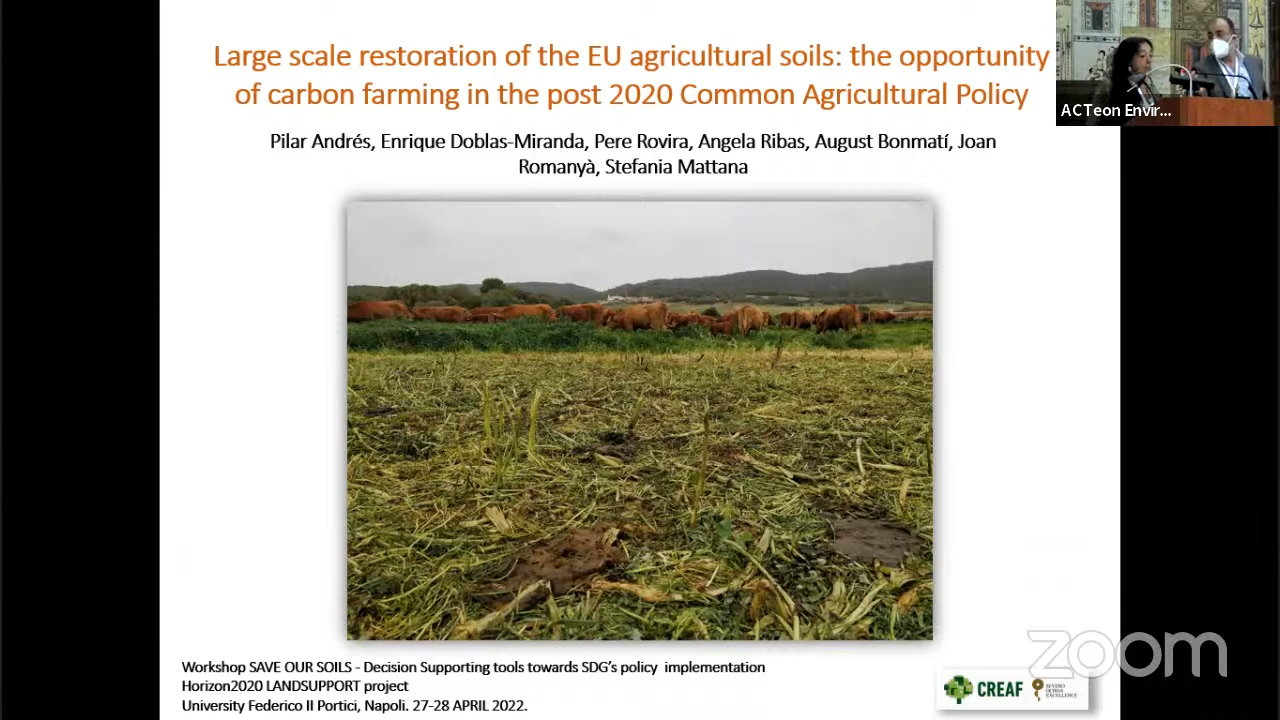 Large scale restoration of the EU agricultural soils: the opportunity
of carbon farming in the post 2020 Common Agricultural Policy
Pilar Andrés, Enrique Doblas-Miranda, Pere Rovira, Angela Ribas, August Bonmatí, Joan
Romanyà, Stefania Mattana
ACTeon Envir...
Workshop SAVE OUR SOILS - Decision Supporting tools towards SDG's policy implementation
Horizon2020 LANDSUPPORT project
University Federico II Portici, Napoli. 27-28 APRIL 2022.
CREAF
SEVERO
OCHOA
EXCELLENCE
zoom